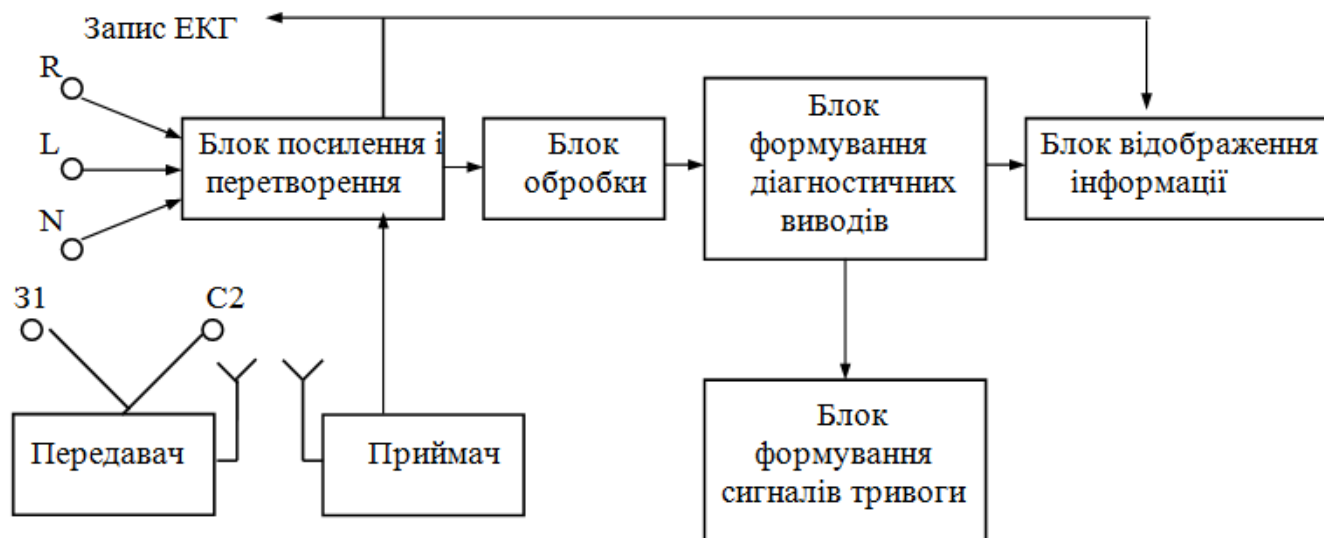 Запис ЕКГ
R
L
N
Блок посилення і
перетворення
Блок
обробки
Блок
формування
діагностичних
виводів
Блок відображення
інформації
З1
С2
Передавач
Приймач
Блок
формування
сигналів тривоги